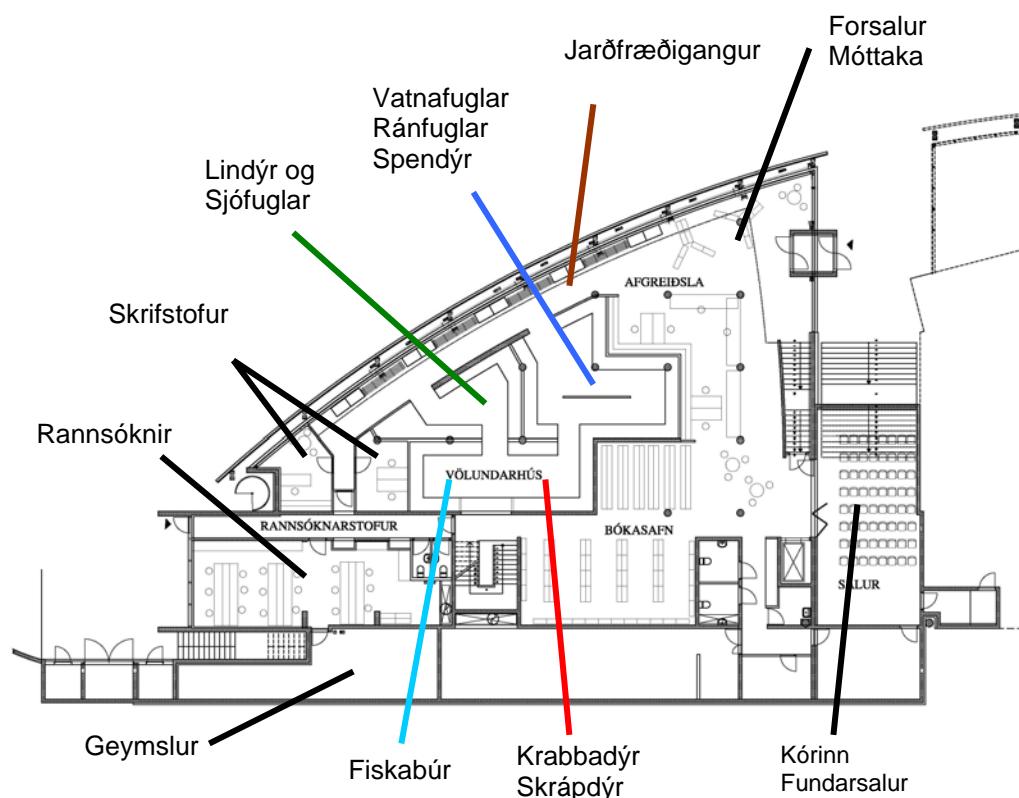 Forsalur
Móttaka
Jarðfræðigangur
Vatnafuglar
Ránfuglar
Spendýr
Lindýr og
Sjófuglar
AFGREIÐSLA
Skrifstofur
Rannsóknir
VÖLUNDARHÚS
RANNSÓKNARSTOFUR
BÓKASAFN
SALUR
Geymslur
Fiskabúr
Krabbadýr
Skrápdýr
Kórinn
Fundarsalur